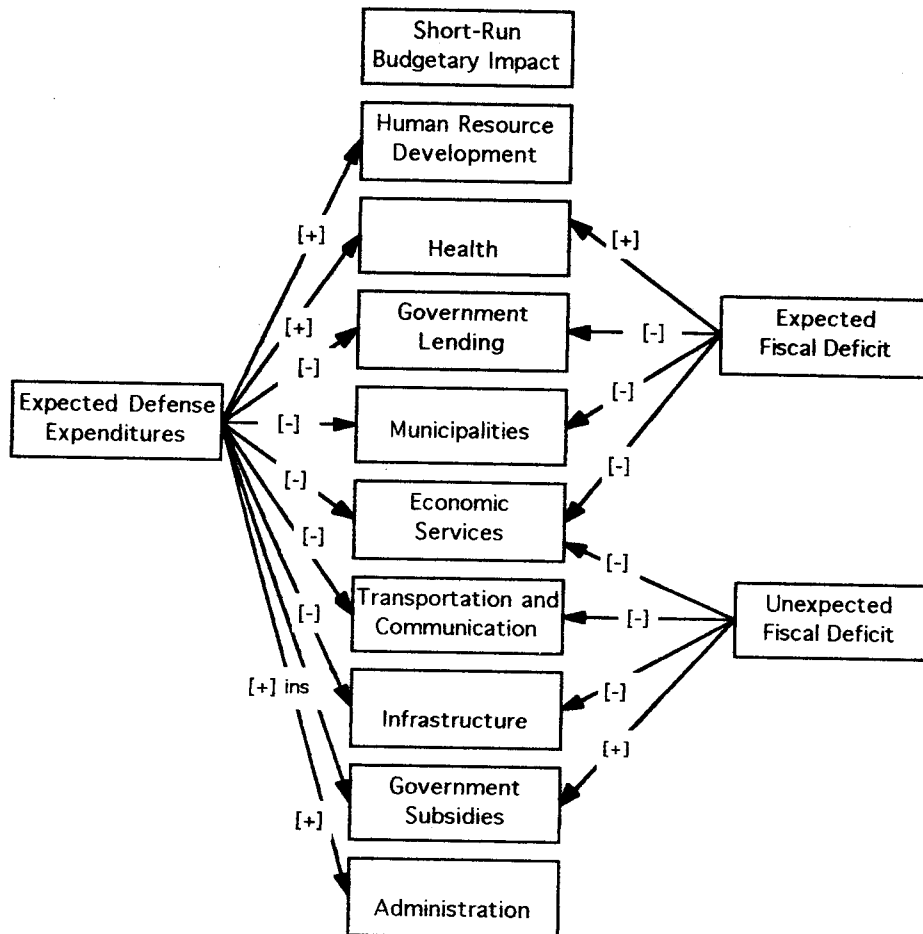 Short-Run
Budgetary Impact
Human Resource
Development
[+]
Health
[+]
[+]
Government
Lending
[-]
[-]
Expected
Fiscal Deficit
Expected Defense
Expenditures
[-]
Municipalities
[-]
[-]
Economic
Services
[-]
[-]
[-]
Transportation and
Communication
[-]
[-]
Unexpected
Fiscal Deficit
[+] ins
Infrastructure
[-]
[+]
Government
Subsidies
[+]
Administration